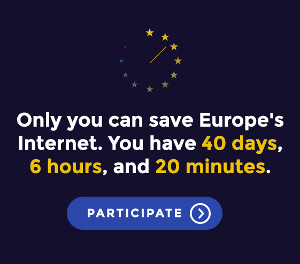 Only you can save Europe's
Internet. You have 40 days,
6 hours, and 20 minutes.
PARTICIPATE